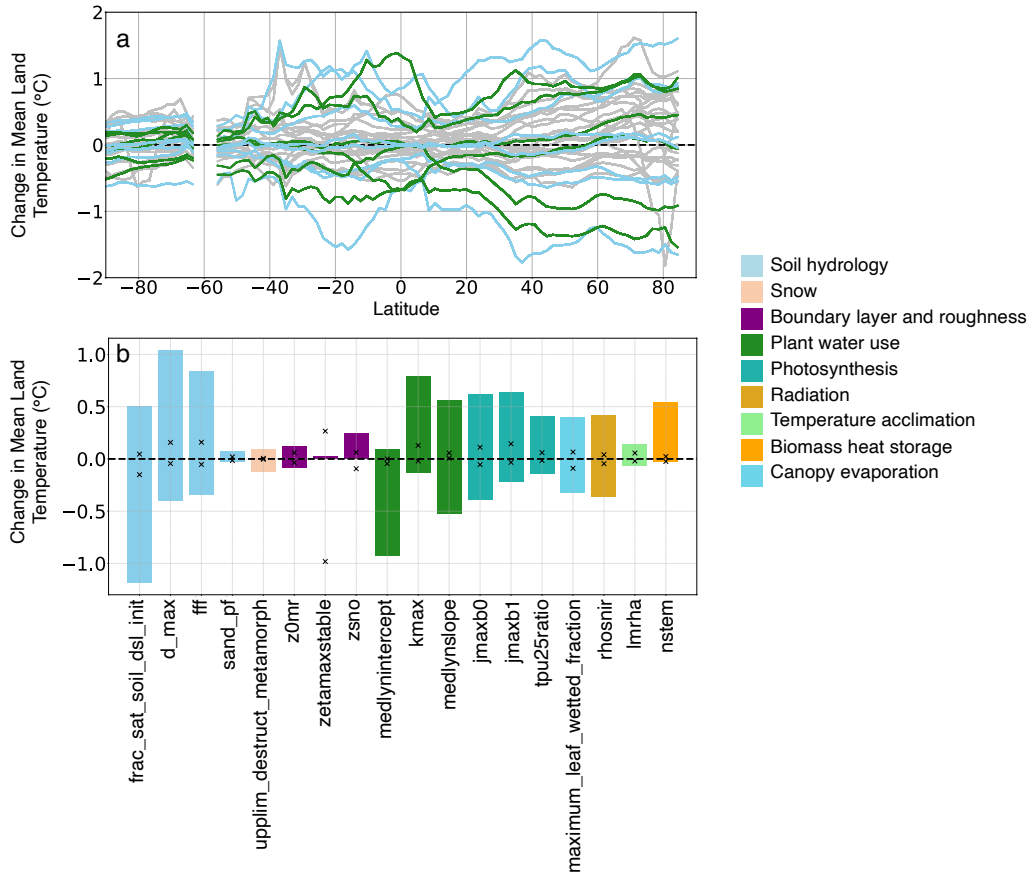 a
Change in Mean Land
Temperature (°C)
2
1
0
−1
−2
−80
−60
−40
−20
0
20
40
60
80
Latitude
b
Change in Mean Land
Temperature (°C)
1.0
0.5
0.0
−0.5
−1.0
frac_sat_soil_dsl_init
d_max
fff
sand_pf
upplim_destruct_metamorph
z0mr
zetamaxstable
zsno
medlynintercept
kmax
medlynslope
jmaxb0
jmaxb1
tpu25ratio
maximum_leaf_wetted_fraction
rhosnir
lmrha
nstem
Soil hydrology
Snow
Boundary layer and roughness
Plant water use
Photosynthesis
Radiation
Temperature acclimation
Biomass heat storage
Canopy evaporation